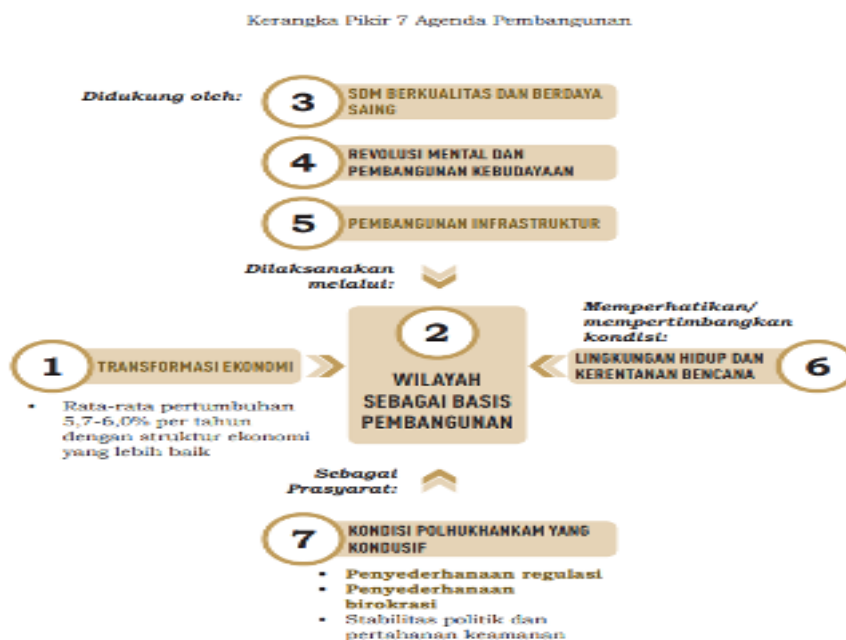 Kerangka Pikir 7 Agenda Pembangunan
Didukung oleh:
3
SDM BERKUALITAS DAN BERDAYA
SAING
4
REVOLUSI MENTAL DAN
PEMBANGUNAN KEBUDAYAAN
5
PEMBANGUNAN INFRASTRUKTUR
Dilaksanakan
melalui:
1
TRANSFORMASI EKONOMI
• Rata-rata pertumbuhan
5,7-6,0% per tahun
dengan struktur ekonomi
yang lebih baik
2
WILAYAH
SEBAGAI BASIS
PEMBANGUNAN
Memperhatikan/
mempertimbangkan
kondisi:
LINGKUNGAN HIDUP DAN
KERENTANAN BENCANA
6
Sebagai
Prasyarat:
7
KONDISI POLHUKHANKAM YANG
KONDUSIF
• Penyederhanaan regulasi
• Penyederhanaan
birokrasi
• Stabilitas politik dan
pertahanan keamanan